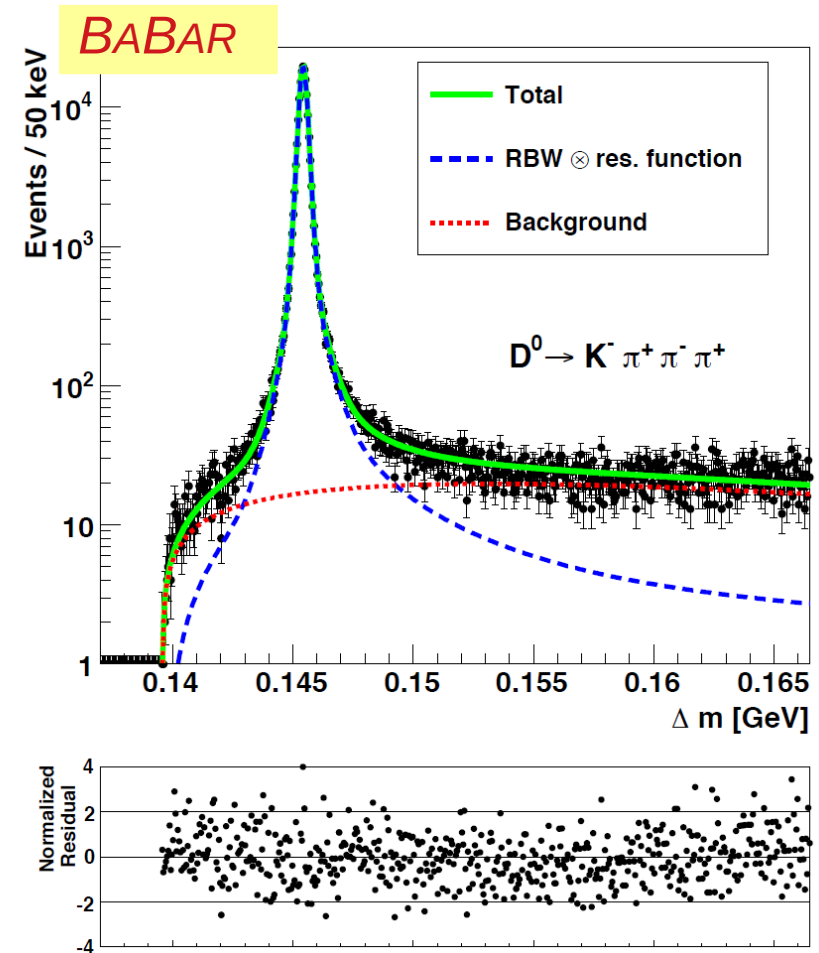 BABAR
Events / 50 keV
10⁴
10³
10²
10
1
Total
RBW ⊗ res. function
Background
D⁰→ K⁻ π⁺ π⁻ π⁺
0.14 0.145 0.15 0.155 0.16 0.165
Δ m [GeV]
Normalized
Residual
4
2
0
-2
-4